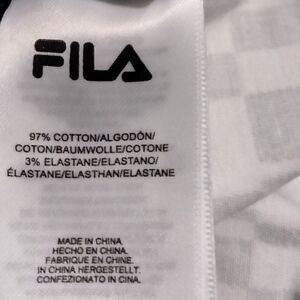 FILA
97% COTTON/ALGODÓN/
COTON/BAUMWOLLE/COTONE
3% ELASTANE/ELASTANO/
ÉLASTANE/ELASTHAN/ELASTANE
MADE IN CHINA.
HECHO EN CHINA.
FABRIQUE EN CHINE.
IN CHINA HERGESTELLT.
CONFEZIONATO IN CINA.